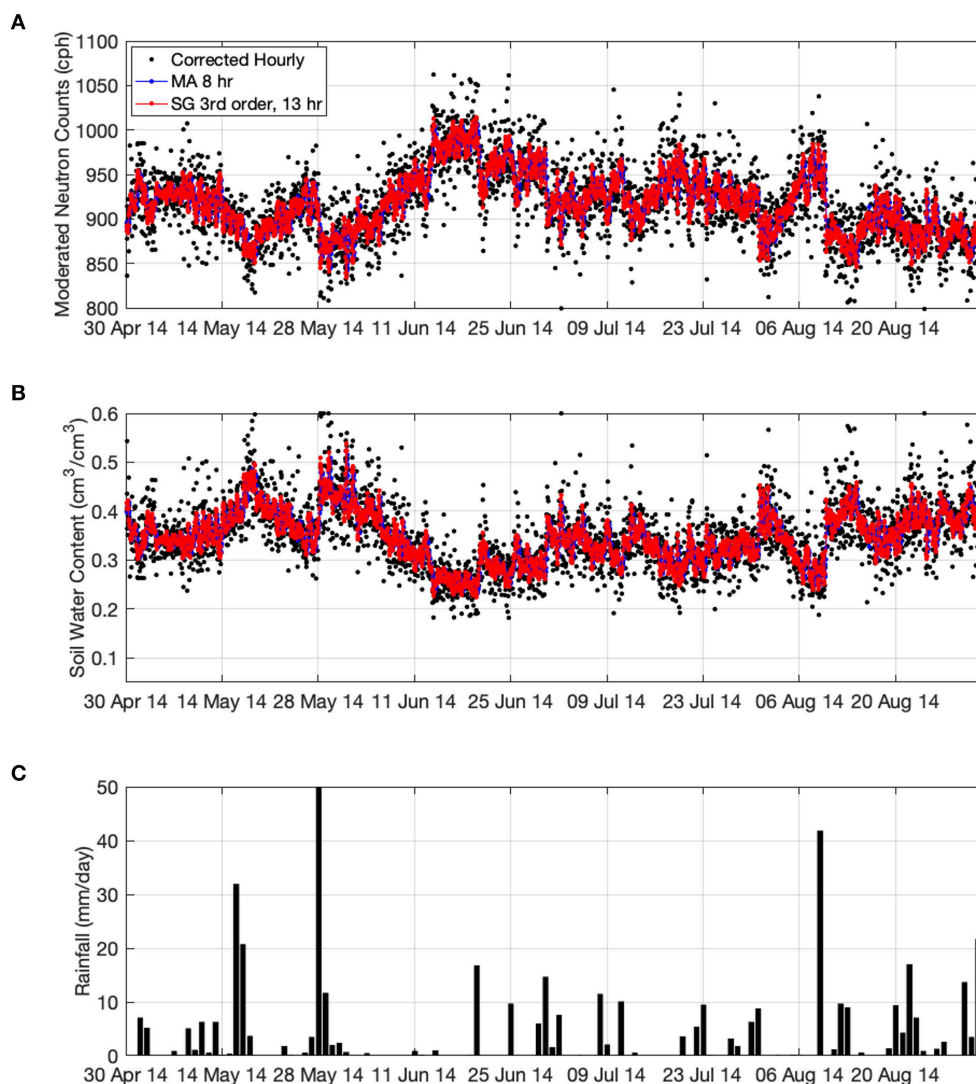 A
Moderated Neutron Counts (cph)
1100
1050
1000
950
900
850
800
Corrected Hourly
MA 8 hr
SG 3rd order, 13 hr
30 Apr 14 14 May 14 28 May 14 11 Jun 14 25 Jun 14 09 Jul 14 23 Jul 14 06 Aug 14 20 Aug 14
B
Soil Water Content (cm³/cm³)
0.6
0.5
0.4
0.3
0.2
0.1
30 Apr 14 14 May 14 28 May 14 11 Jun 14 25 Jun 14 09 Jul 14 23 Jul 14 06 Aug 14 20 Aug 14
C
Rainfall (mm/day)
50
40
30
20
10
0
30 Apr 14 14 May 14 28 May 14 11 Jun 14 25 Jun 14 09 Jul 14 23 Jul 14 06 Aug 14 20 Aug 14